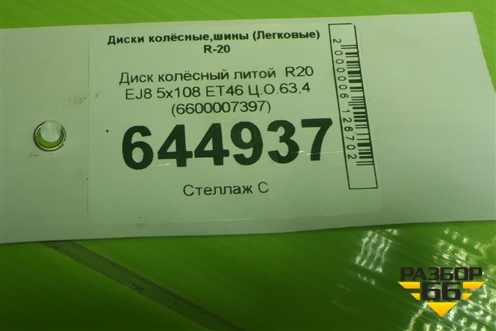 Диски колёсные,шины (Легковые)
R-20
Диск колёсный литой R20
EJ8 5x108 ET46 Ц.О.63,4
(6600007397)
644937
Стеллаж С
2000006126702
РАЗБОР
66